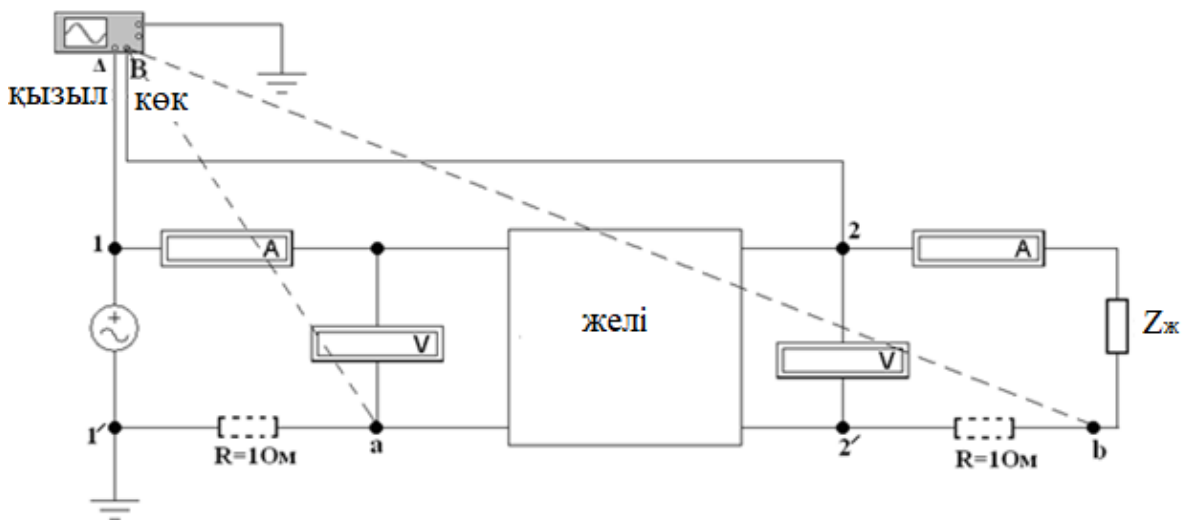 А В
қызыл көк
1 A 2 A
V желі V Zж
1′ R=1Ом a 2′ R=1Ом b